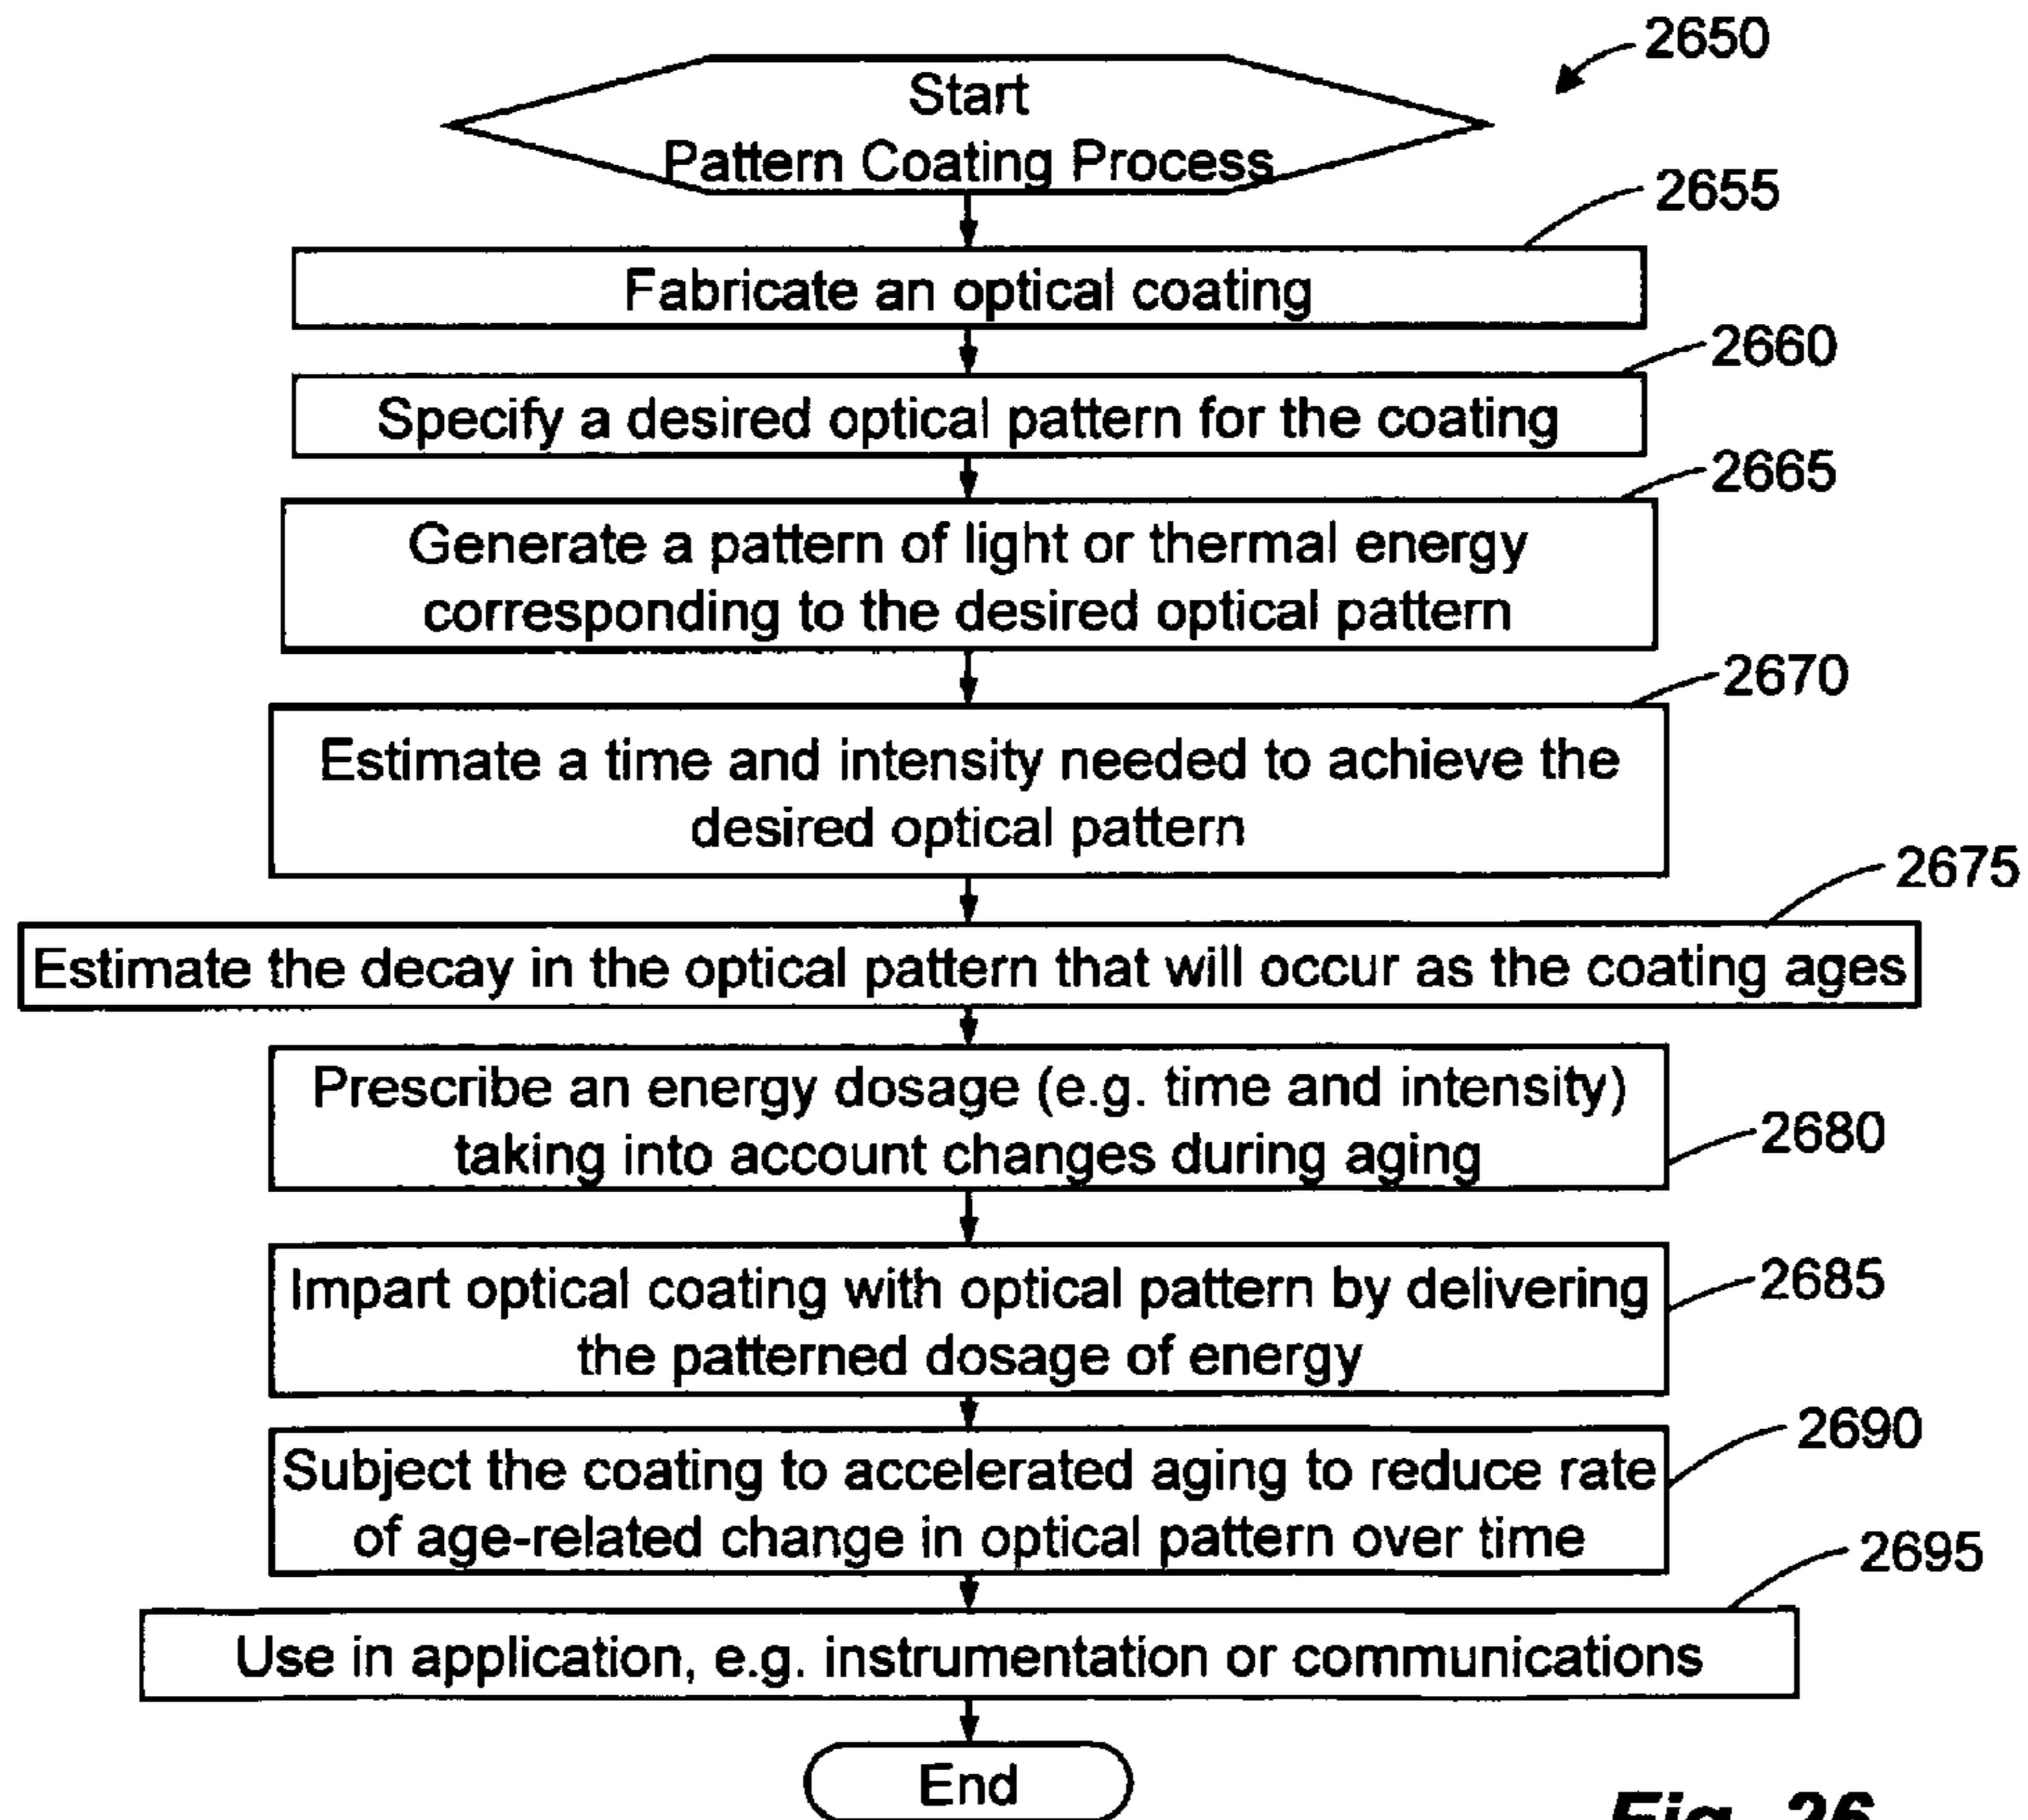 2650
Start
Pattern Coating Process
2655
Fabricate an optical coating
2660
Specify a desired optical pattern for the coating
2665
Generate a pattern of light or thermal energy
corresponding to the desired optical pattern
2670
Estimate a time and intensity needed to achieve the
desired optical pattern
2675
Estimate the decay in the optical pattern that will occur as the coating ages
Prescribe an energy dosage (e.g. time and intensity)
taking into account changes during aging
2680
Impart optical coating with optical pattern by delivering
the patterned dosage of energy
2685
2690
Subject the coating to accelerated aging to reduce rate
of age-related change in optical pattern over time
2695
Use in application, e.g. instrumentation or communications
End
Fig. 26